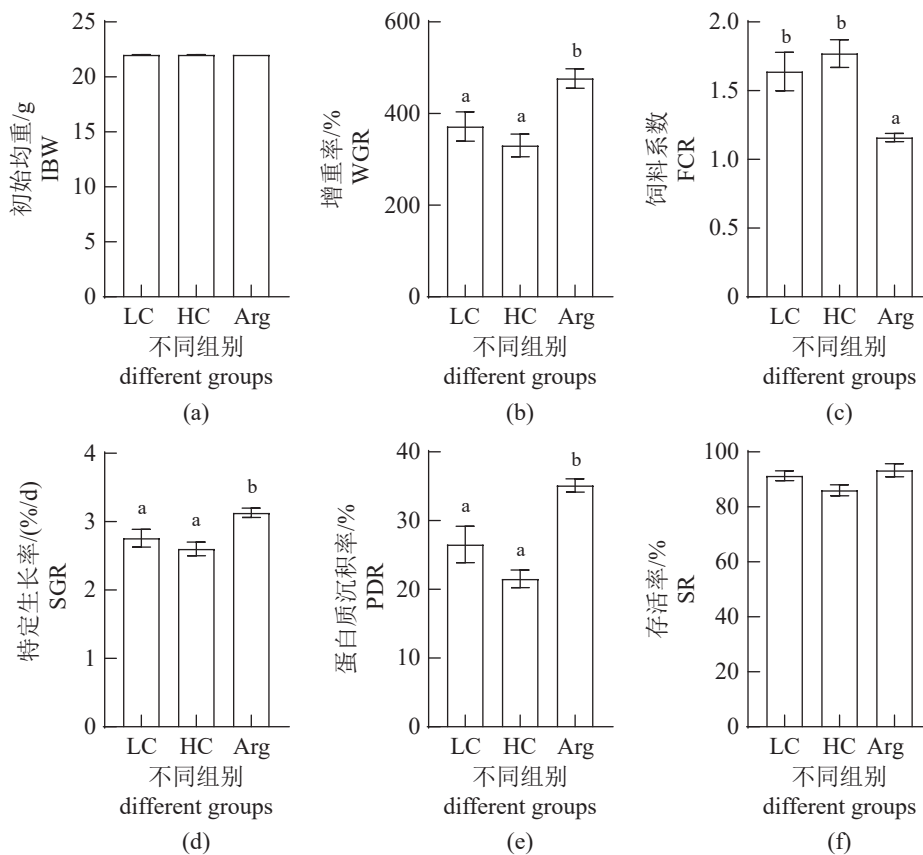 初始均重/g
IBW
25
20
15
10
5
0
LC HC Arg
不同组别
different groups
(a)
增重率/%
WGR
600
400
200
0
a
a
b
LC HC Arg
不同组别
different groups
(b)
饲料系数
FCR
2.0
1.5
1.0
0.5
0
b
b
a
LC HC Arg
不同组别
different groups
(c)
特定生长率/(%/d)
SGR
4
3
2
1
0
a
a
b
LC HC Arg
不同组别
different groups
(d)
蛋白质沉积率/%
PDR
40
30
20
10
0
a
a
b
LC HC Arg
不同组别
different groups
(e)
存活率/%
SR
100
80
60
40
20
0
LC HC Arg
不同组别
different groups
(f)